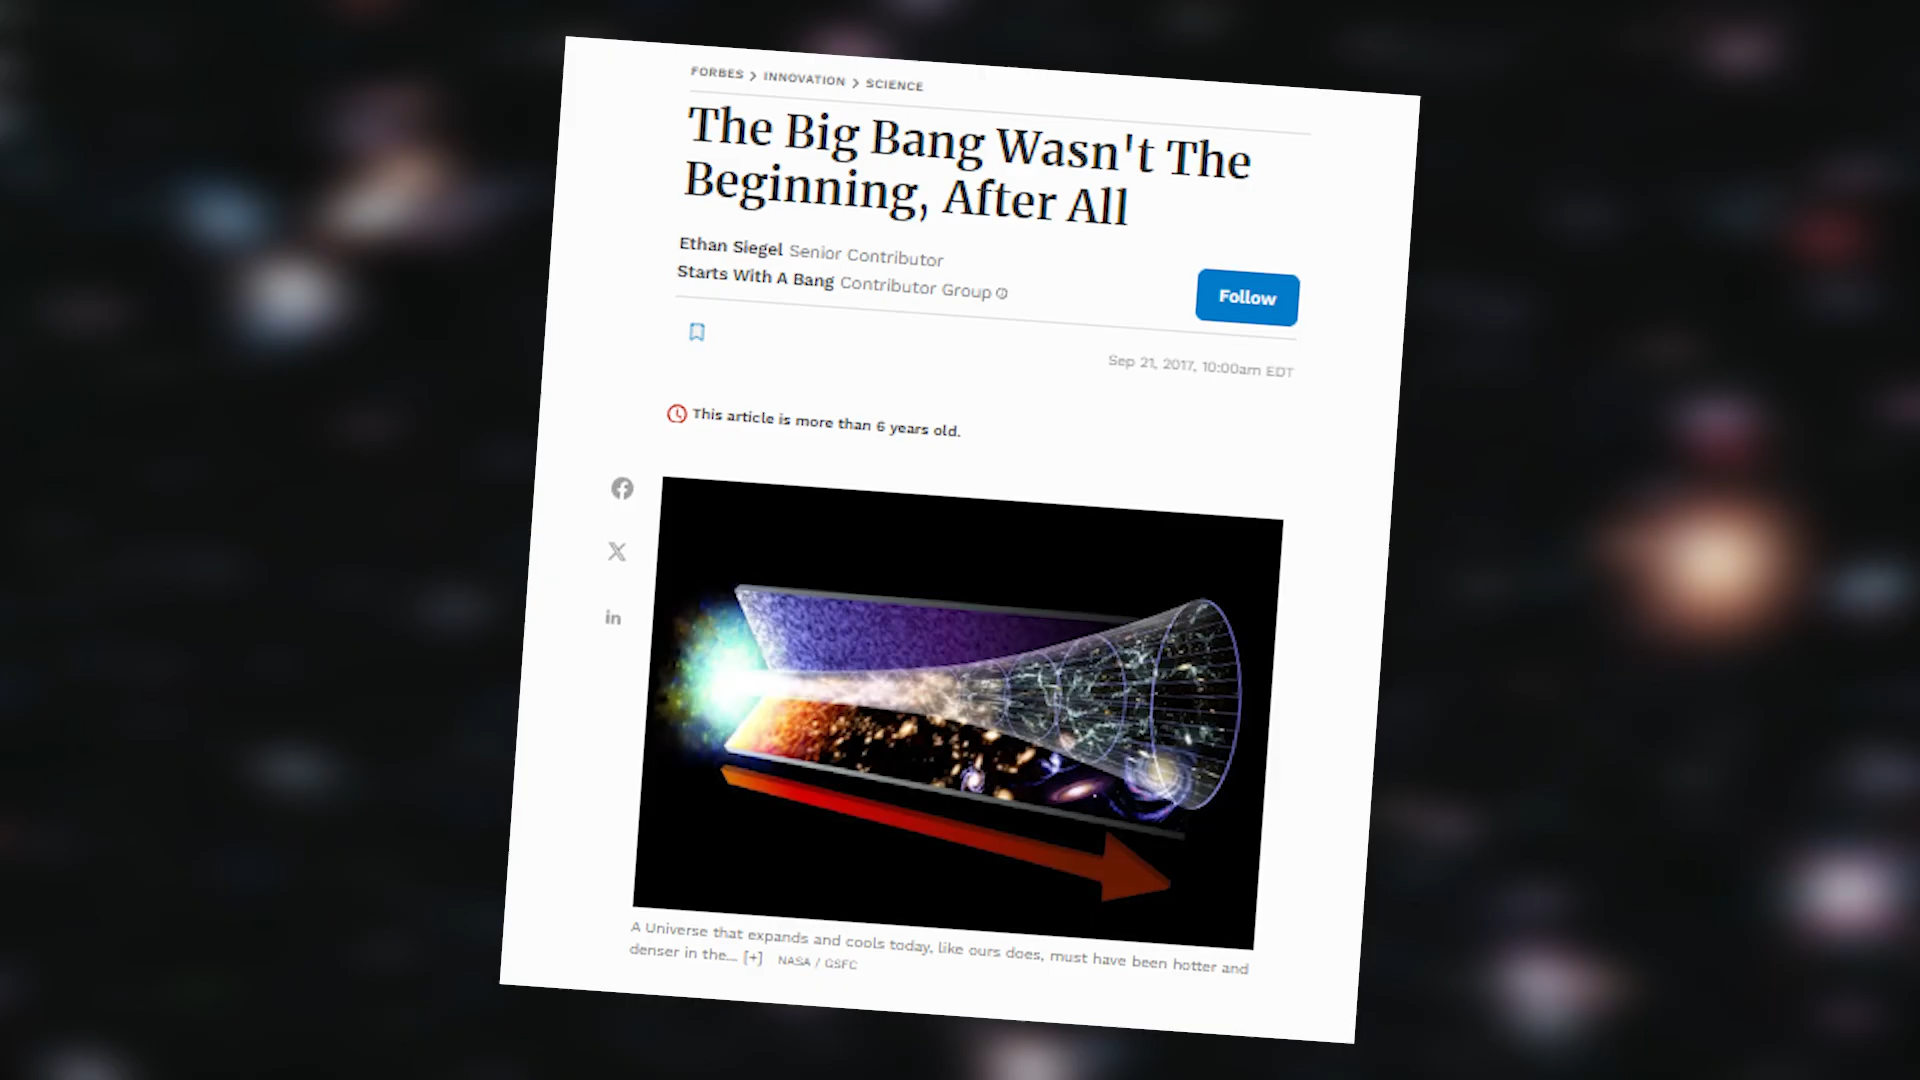 FORBES > INNOVATION > SCIENCE
The Big Bang Wasn't The
Beginning, After All
Ethan Siegel Senior Contributor
Starts With A Bang Contributor Group
Follow
Sep 21, 2017, 10:00am EDT
This article is more than 6 years old.
in
A Universe that expands and cools today, like ours does, must have been hotter and
denser in the... [+] NASA / GSFC